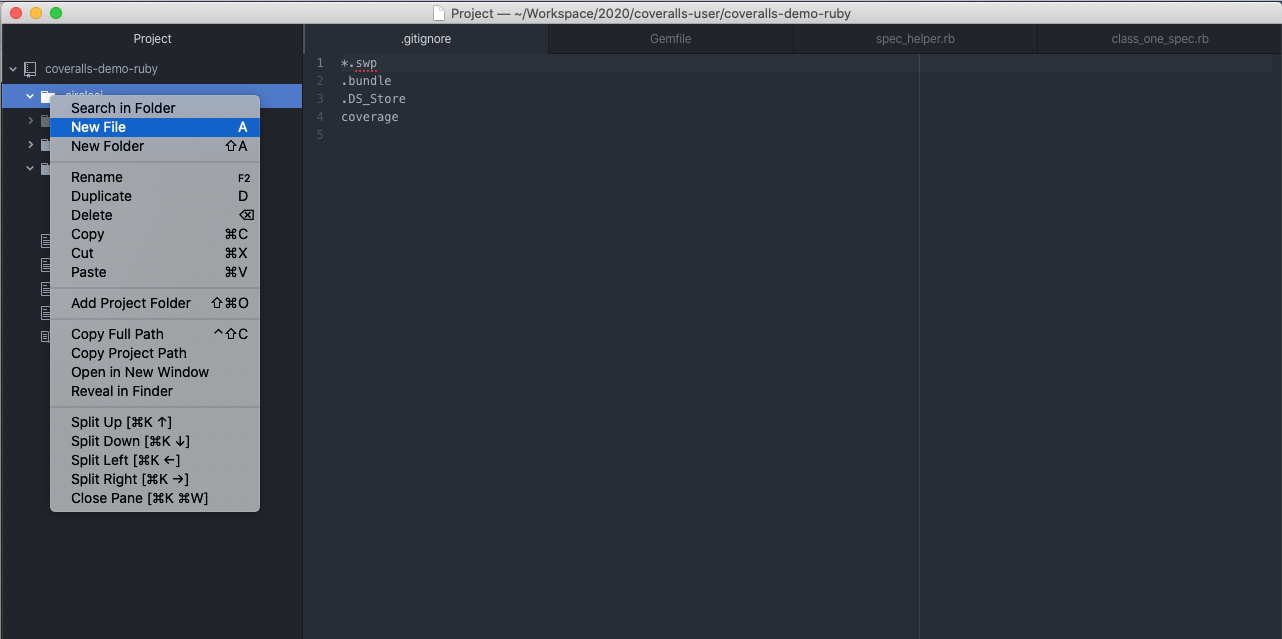 Project — ~/Workspace/2020/coveralls-user/coveralls-demo-ruby
Project
.gitignore
Gemfile
spec_helper.rb
class_one_spec.rb
coveralls-demo-ruby
Search in Folder
New File A
New Folder ⇧A
Rename F2
Duplicate D
Delete ⌫
Copy ⌘C
Cut ⌘X
Paste ⌘V
Add Project Folder ⇧⌘O
Copy Full Path ^⇧C
Copy Project Path
Open in New Window
Reveal in Finder
Split Up [⌘K ↑]
Split Down [⌘K ↓]
Split Left [⌘K ←]
Split Right [⌘K →]
Close Pane [⌘K ⌘W]
1 *.swp
2 .bundle
3 .DS_Store
4 coverage
5